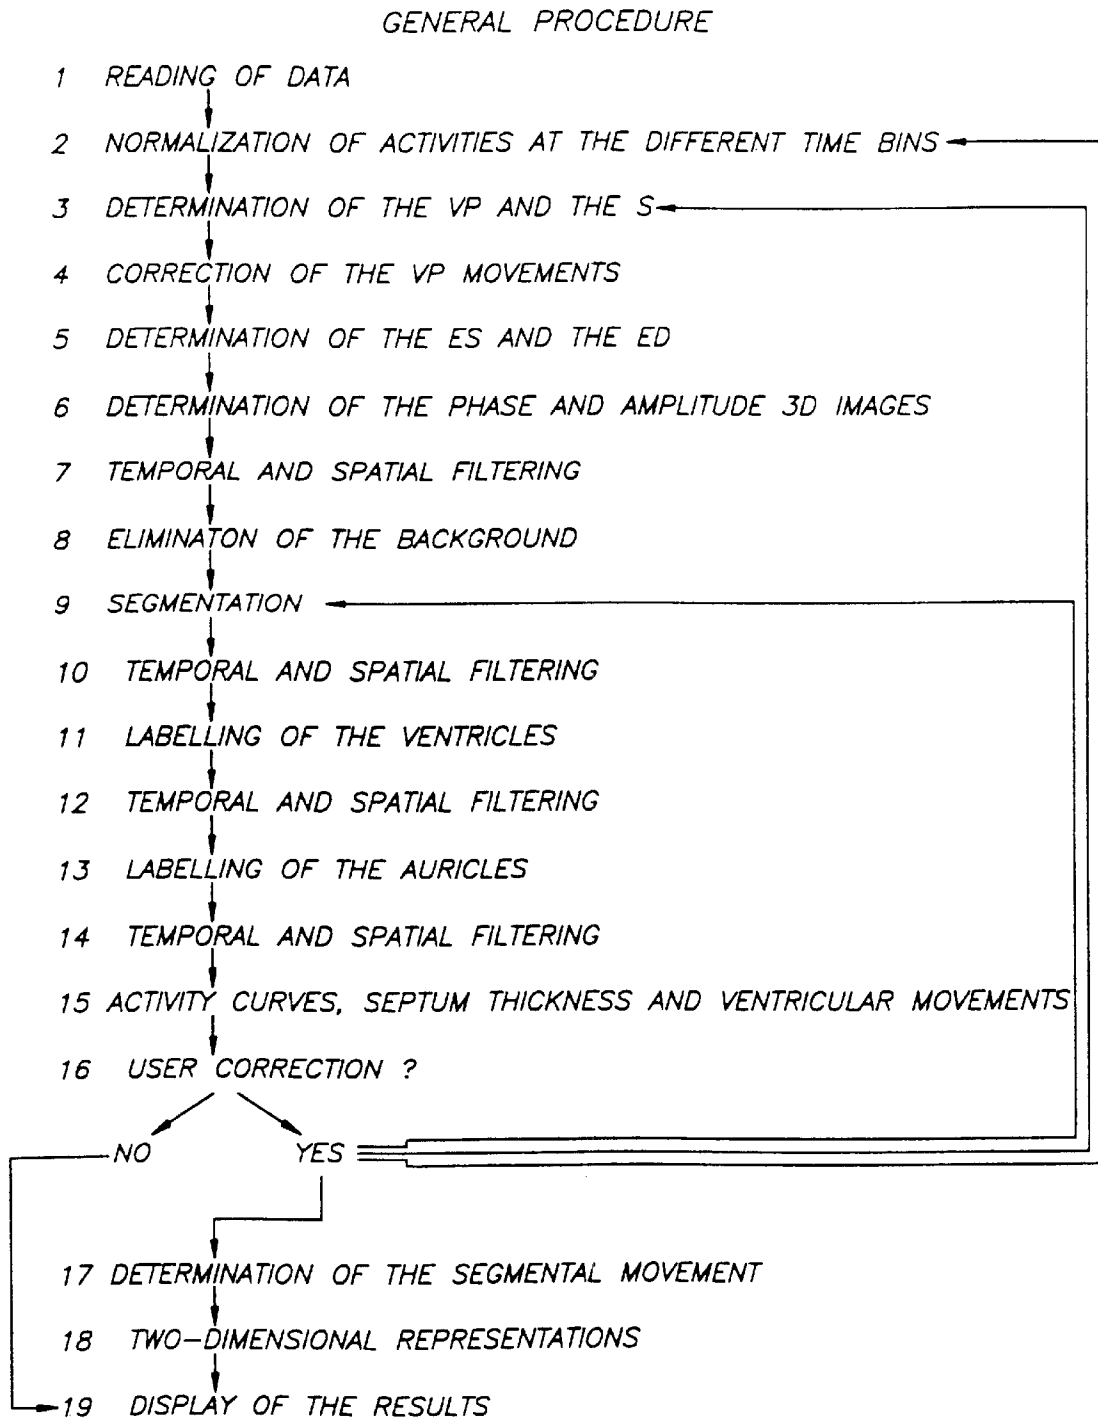 GENERAL PROCEDURE
1 READING OF DATA
2 NORMALIZATION OF ACTIVITIES AT THE DIFFERENT TIME BINS
3 DETERMINATION OF THE VP AND THE S
4 CORRECTION OF THE VP MOVEMENTS
5 DETERMINATION OF THE ES AND THE ED
6 DETERMINATION OF THE PHASE AND AMPLITUDE 3D IMAGES
7 TEMPORAL AND SPATIAL FILTERING
8 ELIMINATON OF THE BACKGROUND
9 SEGMENTATION
10 TEMPORAL AND SPATIAL FILTERING
11 LABELLING OF THE VENTRICLES
12 TEMPORAL AND SPATIAL FILTERING
13 LABELLING OF THE AURICLES
14 TEMPORAL AND SPATIAL FILTERING
15 ACTIVITY CURVES, SEPTUM THICKNESS AND VENTRICULAR MOVEMENTS
16 USER CORRECTION ?
NO YES
17 DETERMINATION OF THE SEGMENTAL MOVEMENT
18 TWO-DIMENSIONAL REPRESENTATIONS
19 DISPLAY OF THE RESULTS